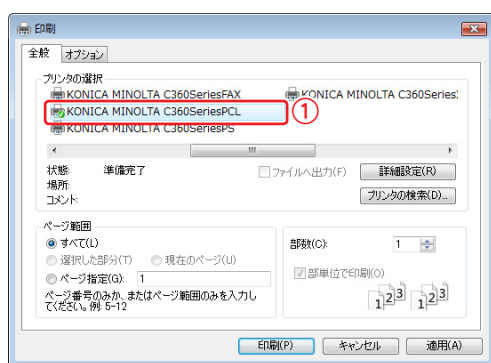 印刷
全般 オプション
プリンタの選択
KONICA MINOLTA C360SeriesFAX KONICA MINOLTA C360Series
KONICA MINOLTA C360SeriesPCL ①
KONICA MINOLTA C360SeriesPS
状態: 準備完了 ファイルへ出力(F) 詳細設定(R)
場所: プリンタの検索(D)...
コメント:
ページ範囲
すべて(L) 部数(C): 1
選択した部分(T) 現在のページ(U)
ページ指定(G): 1 部単位で印刷(O)
ページ番号のみか、またはページ範囲のみを入力し
てください。例: 5-12
1 2 3 1 2 3
印刷(P) キャンセル 適用(A)